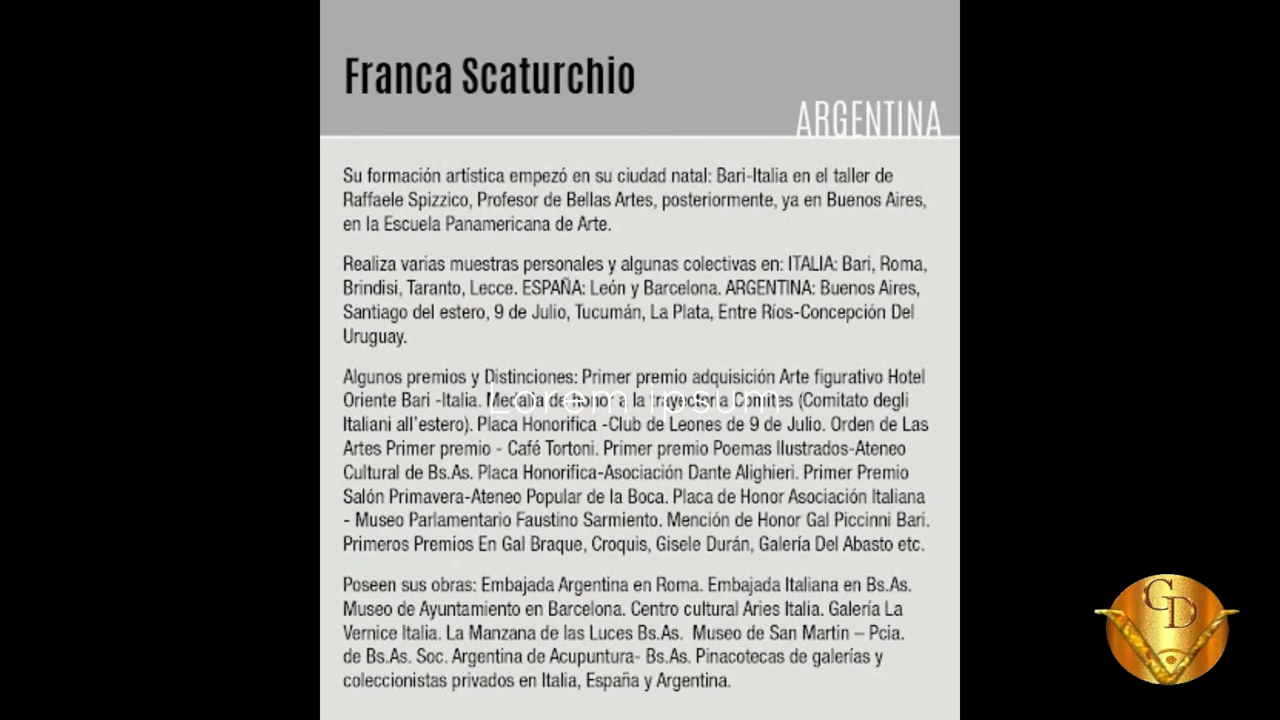 Franca Scaturchio
ARGENTINA
Su formación artística empezó en su ciudad natal: Bari-Italia en el taller de
Raffaele Spizzico, Profesor de Bellas Artes, posteriormente, ya en Buenos Aires,
en la Escuela Panamericana de Arte.
Realiza varias muestras personales y algunas colectivas en: ITALIA: Bari, Roma,
Brindisi, Taranto, Lecce. ESPAÑA: León y Barcelona. ARGENTINA: Buenos Aires,
Santiago del estero, 9 de Julio, Tucumán, La Plata, Entre Ríos-Concepción Del
Uruguay.
Algunos premios y Distinciones: Primer premio adquisición Arte figurativo Hotel
Oriente Bari -Italia. Medalla de honor a la trayectoria Comites (Comitato degli
Lorem ipsum
Italiani all'estero). Placa Honorifica -Club de Leones de 9 de Julio. Orden de Las
Artes Primer premio - Café Tortoni. Primer premio Poemas Ilustrados-Ateneo
Cultural de Bs.As. Placa Honorifica-Asociación Dante Alighieri. Primer Premio
Salón Primavera-Ateneo Popular de la Boca. Placa de Honor Asociación Italiana
- Museo Parlamentario Faustino Sarmiento. Mención de Honor Gal Piccinni Bari.
Primeros Premios En Gal Braque, Croquis, Gisele Durán, Galería Del Abasto etc.
Poseen sus obras: Embajada Argentina en Roma. Embajada Italiana en Bs.As.
Museo de Ayuntamiento en Barcelona. Centro cultural Aries Italia. Galería La
Vernice Italia. La Manzana de las Luces Bs.As. Museo de San Martin – Pcia.
de Bs.As. Soc. Argentina de Acupuntura- Bs.As. Pinacotecas de galerías y
coleccionistas privados en Italia, España y Argentina.
GD